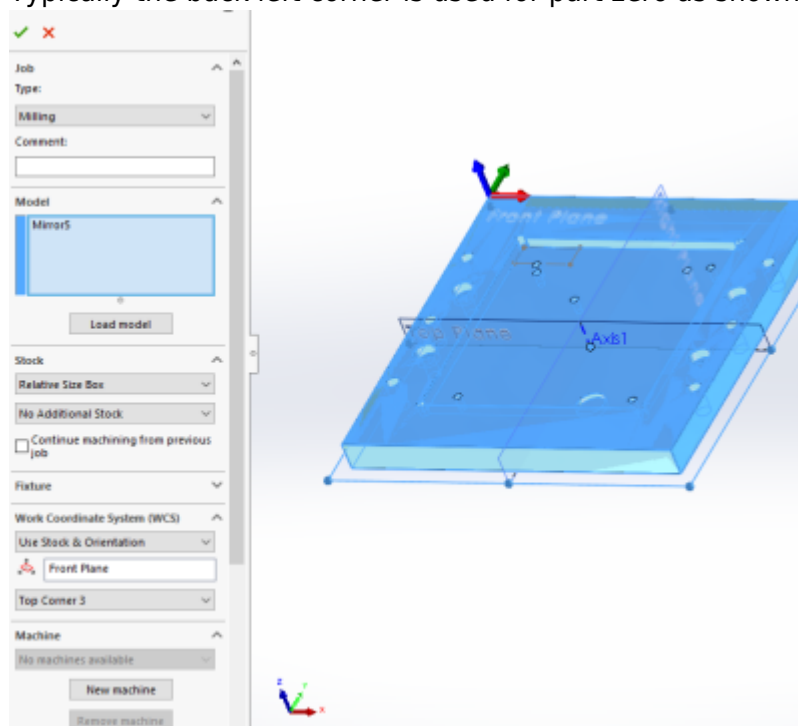 Typically the back left corner is used for part zero as shown
Job
Type:
Milling
Comment:
Model
Mirror5
Load model
Stock
Relative Size Box
No Additional Stock
Continue machining from previous
job
Fixture
Work Coordinate System (WCS)
Use Stock & Orientation
Front Plane
Top Corner 3
Machine
No machines available
New machine
Remove machine
Front Plane
Top Plane
Axis1
Z
Y
X